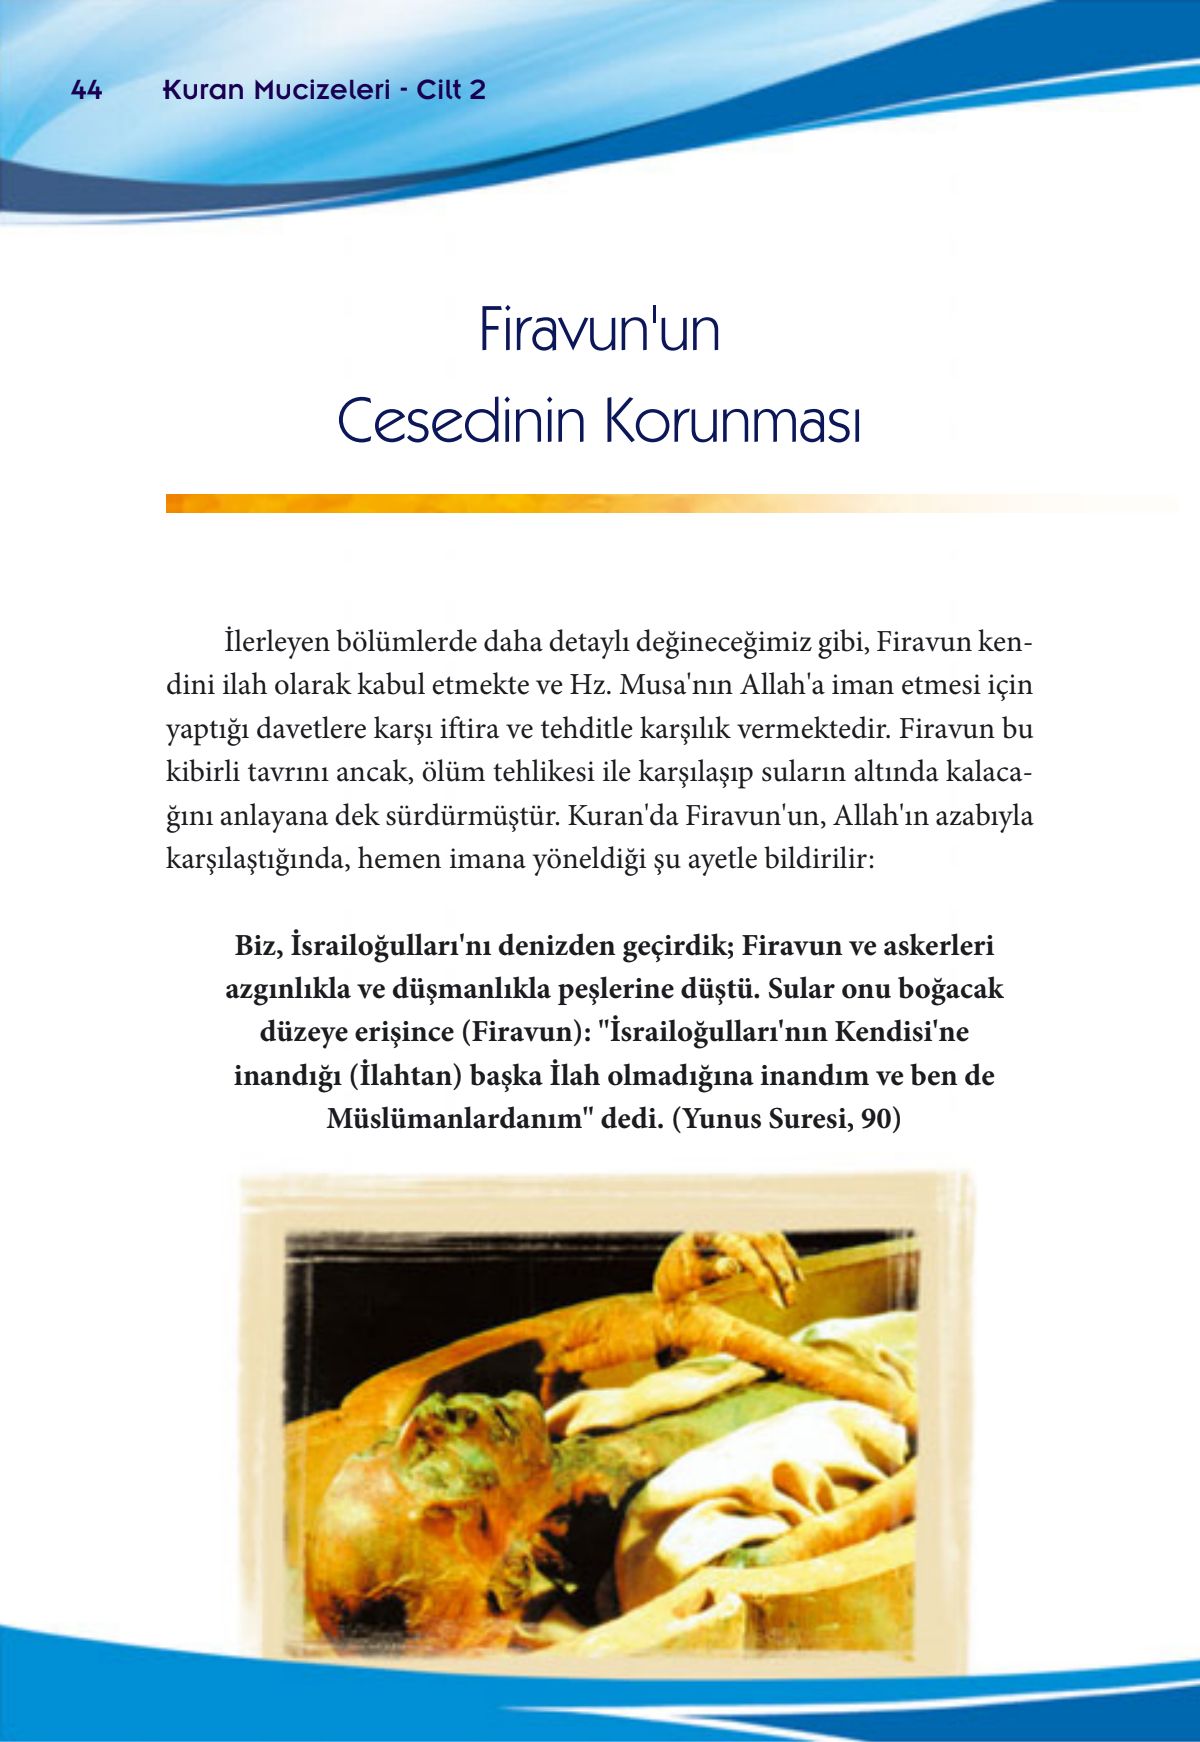 44 Kuran Mucizeleri - Cilt 2
Firavun'un
Cesedinin Korunması
İlerleyen bölümlerde daha detaylı değineceğimiz gibi, Firavun ken-
dini ilah olarak kabul etmekte ve Hz. Musa'nın Allah'a iman etmesi için
yaptığı davetlere karşı iftira ve tehditle karşılık vermektedir. Firavun bu
kibirli tavrını ancak, ölüm tehlikesi ile karşılaşıp suların altında kalaca-
ğını anlayana dek sürdürmüştür. Kuran'da Firavun'un, Allah'ın azabıyla
karşılaştığında, hemen imana yöneldiği şu ayetle bildirilir:
Biz, İsrailoğulları'nı denizden geçirdik; Firavun ve askerleri
azgınlıkla ve düşmanlıkla peşlerine düştü. Sular onu boğacak
düzeye erişince (Firavun): "İsrailoğulları'nın Kendisi'ne
inandığı (İlahtan) başka İlah olmadığına inandım ve ben de
Müslümanlardanım" dedi. (Yunus Suresi, 90)